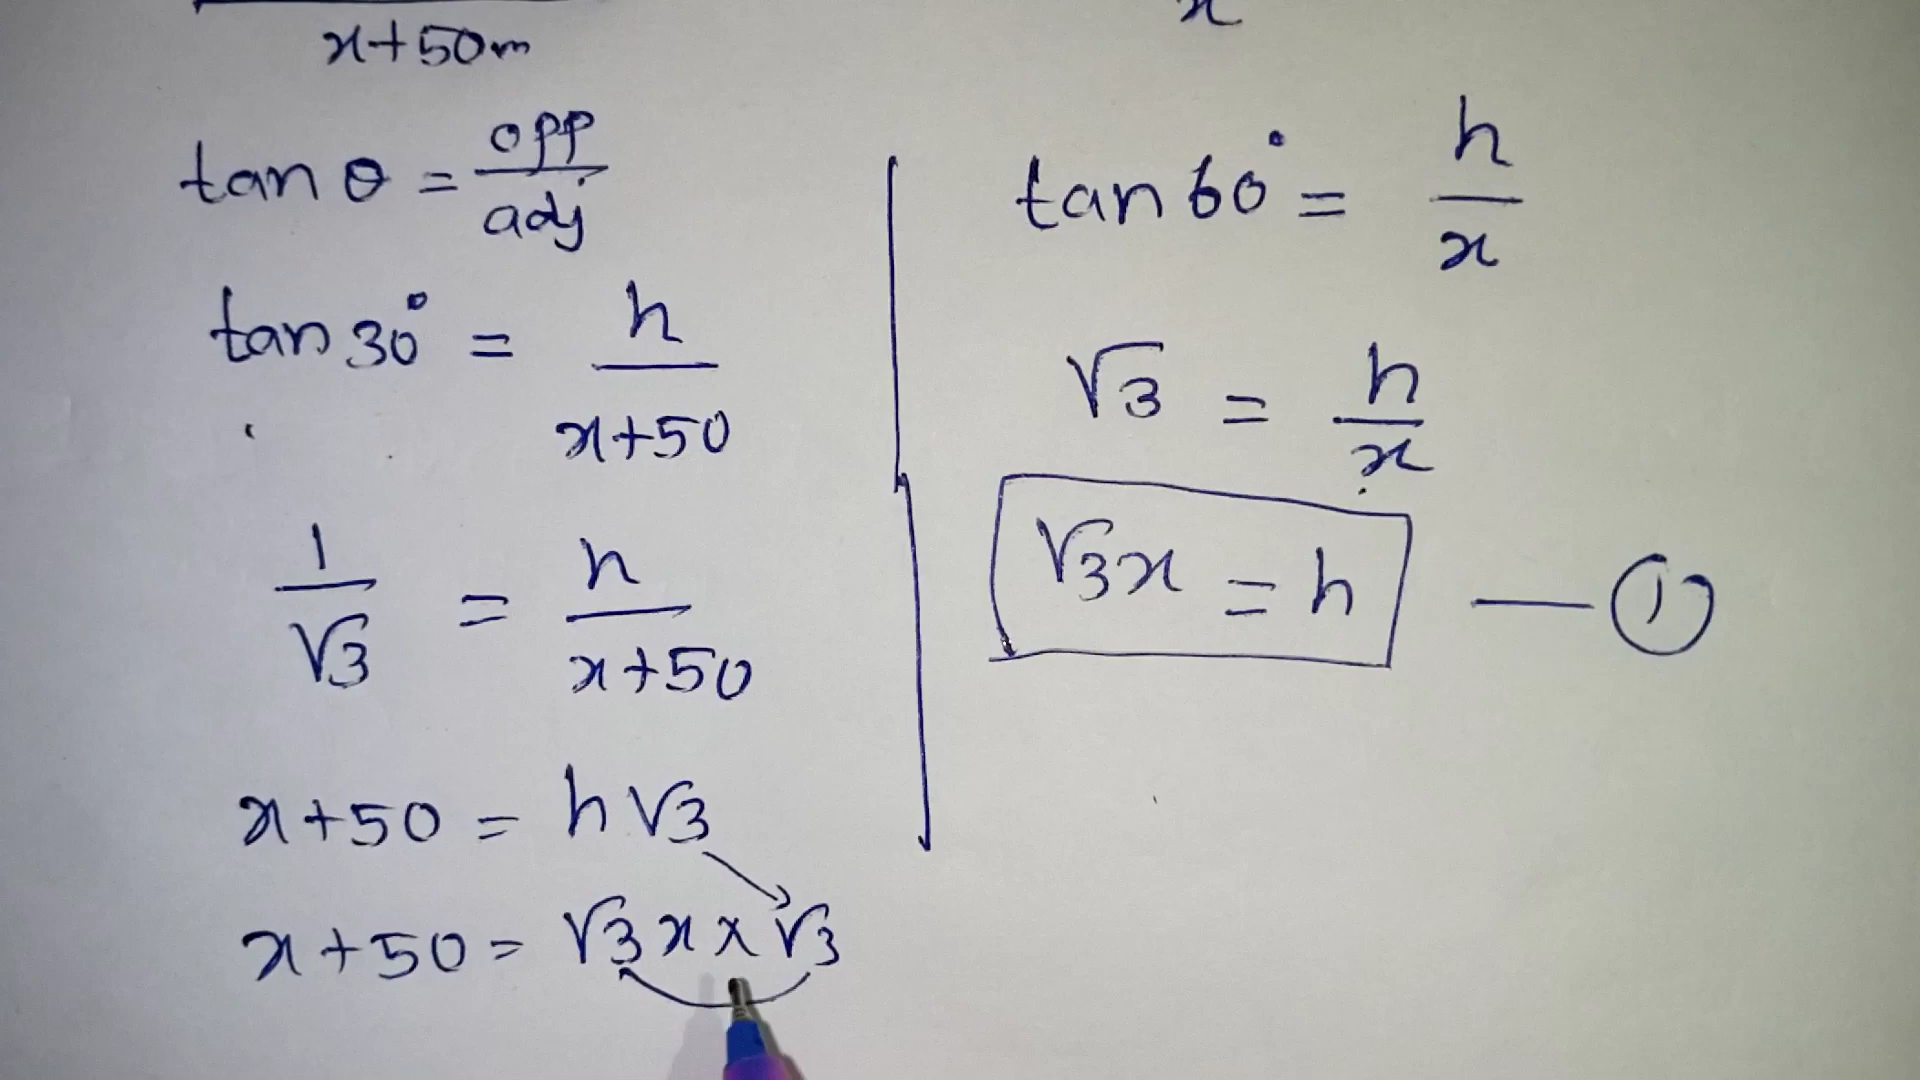 x+50m
tan θ = opp/adj
tan 30° = h/x+50
1/√3 = h/x+50
x+50 = h√3
x+50 = √3 x × √3
x
tan 60° = h/x
√3 = h/x
√3x = h — ①